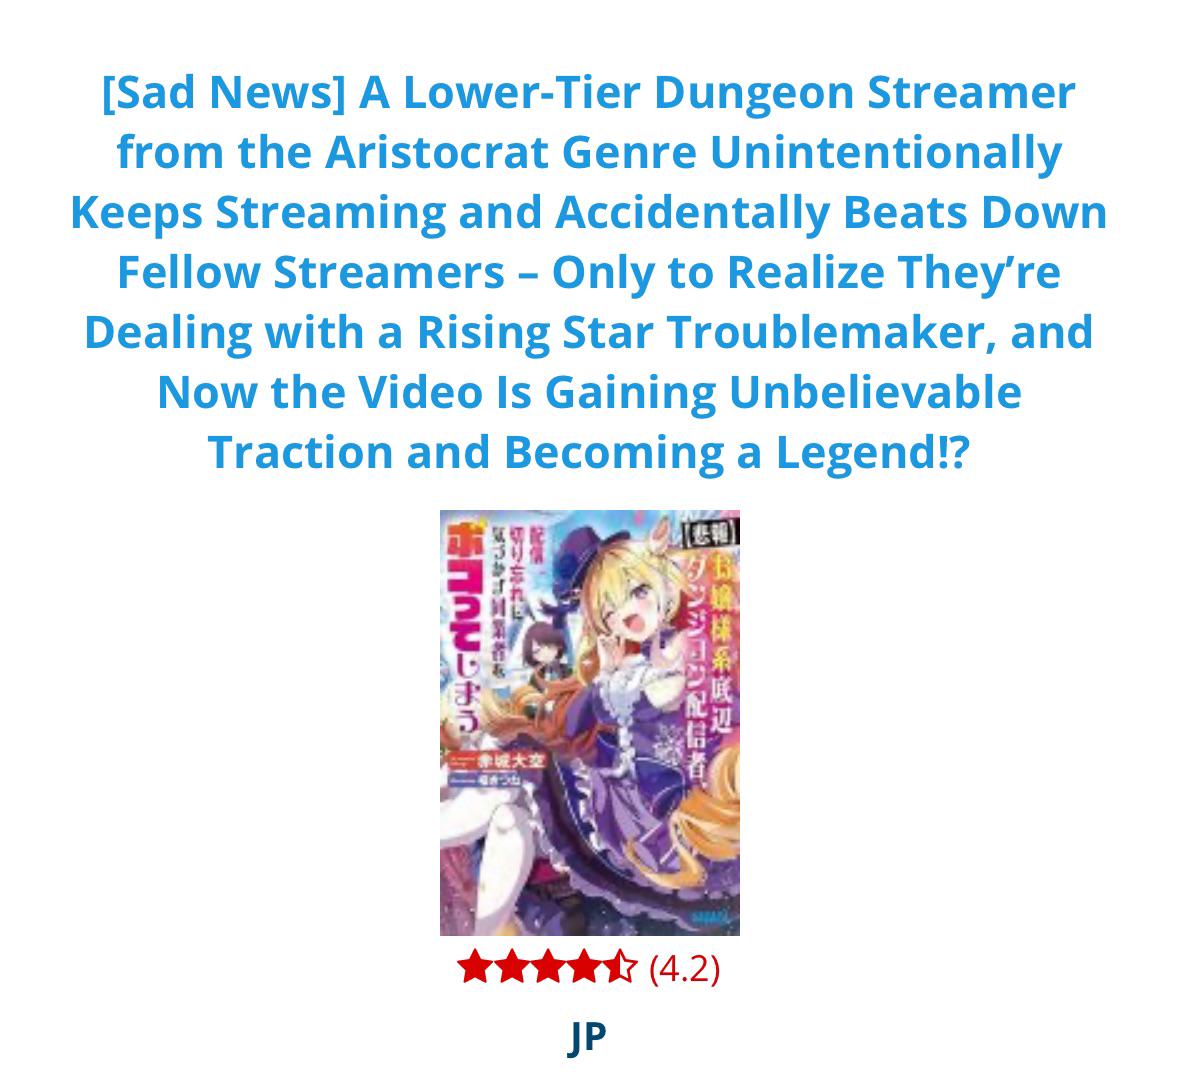 [Sad News] A Lower-Tier Dungeon Streamer
from the Aristocrat Genre Unintentionally
Keeps Streaming and Accidentally Beats Down
Fellow Streamers – Only to Realize They’re
Dealing with a Rising Star Troublemaker, and
Now the Video Is Gaining Unbelievable
Traction and Becoming a Legend!?
【悲報】
お嬢様系底辺
ダンジョン配信者、
配信
切り忘れに
気づかず同業者を
ボコってしまう
赤城大空
(4.2)
JP